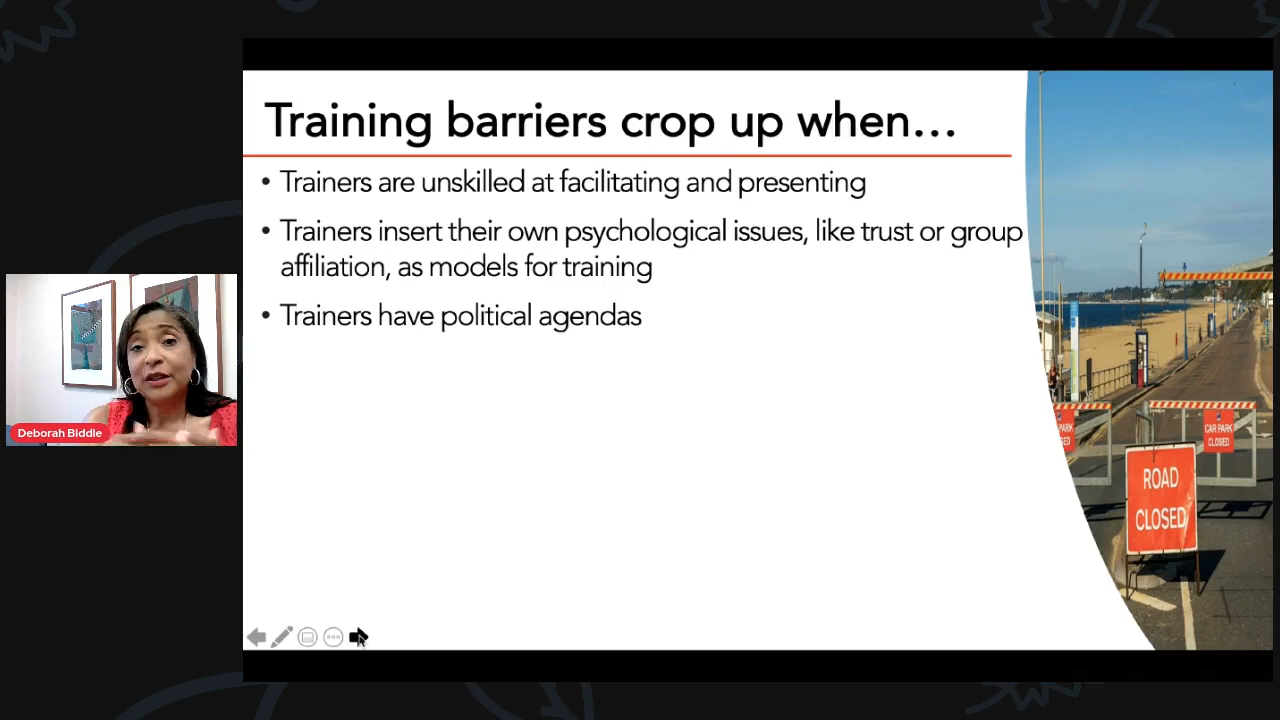 Training barriers crop up when…
• Trainers are unskilled at facilitating and presenting
• Trainers insert their own psychological issues, like trust or group
affiliation, as models for training
• Trainers have political agendas
Deborah Biddle
CAR PARK
CLOSED
ROAD
CLOSED